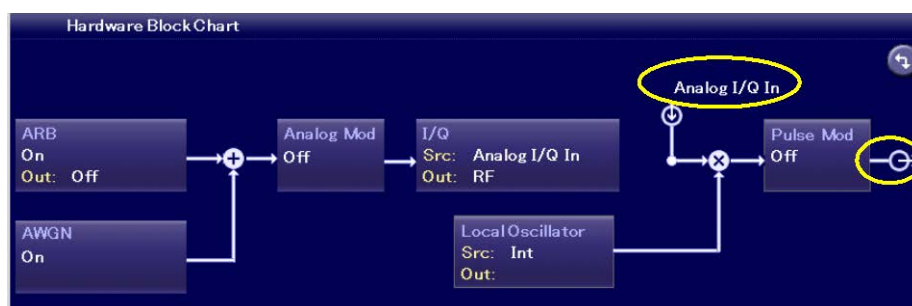 Hardware Block Chart
Analog I/Q In
ARB
On
Out: Off
Analog Mod
Off
I/Q
Src: Analog I/Q In
Out: RF
Pulse Mod
Off
AWGN
On
Local Oscillator
Src: Int
Out: